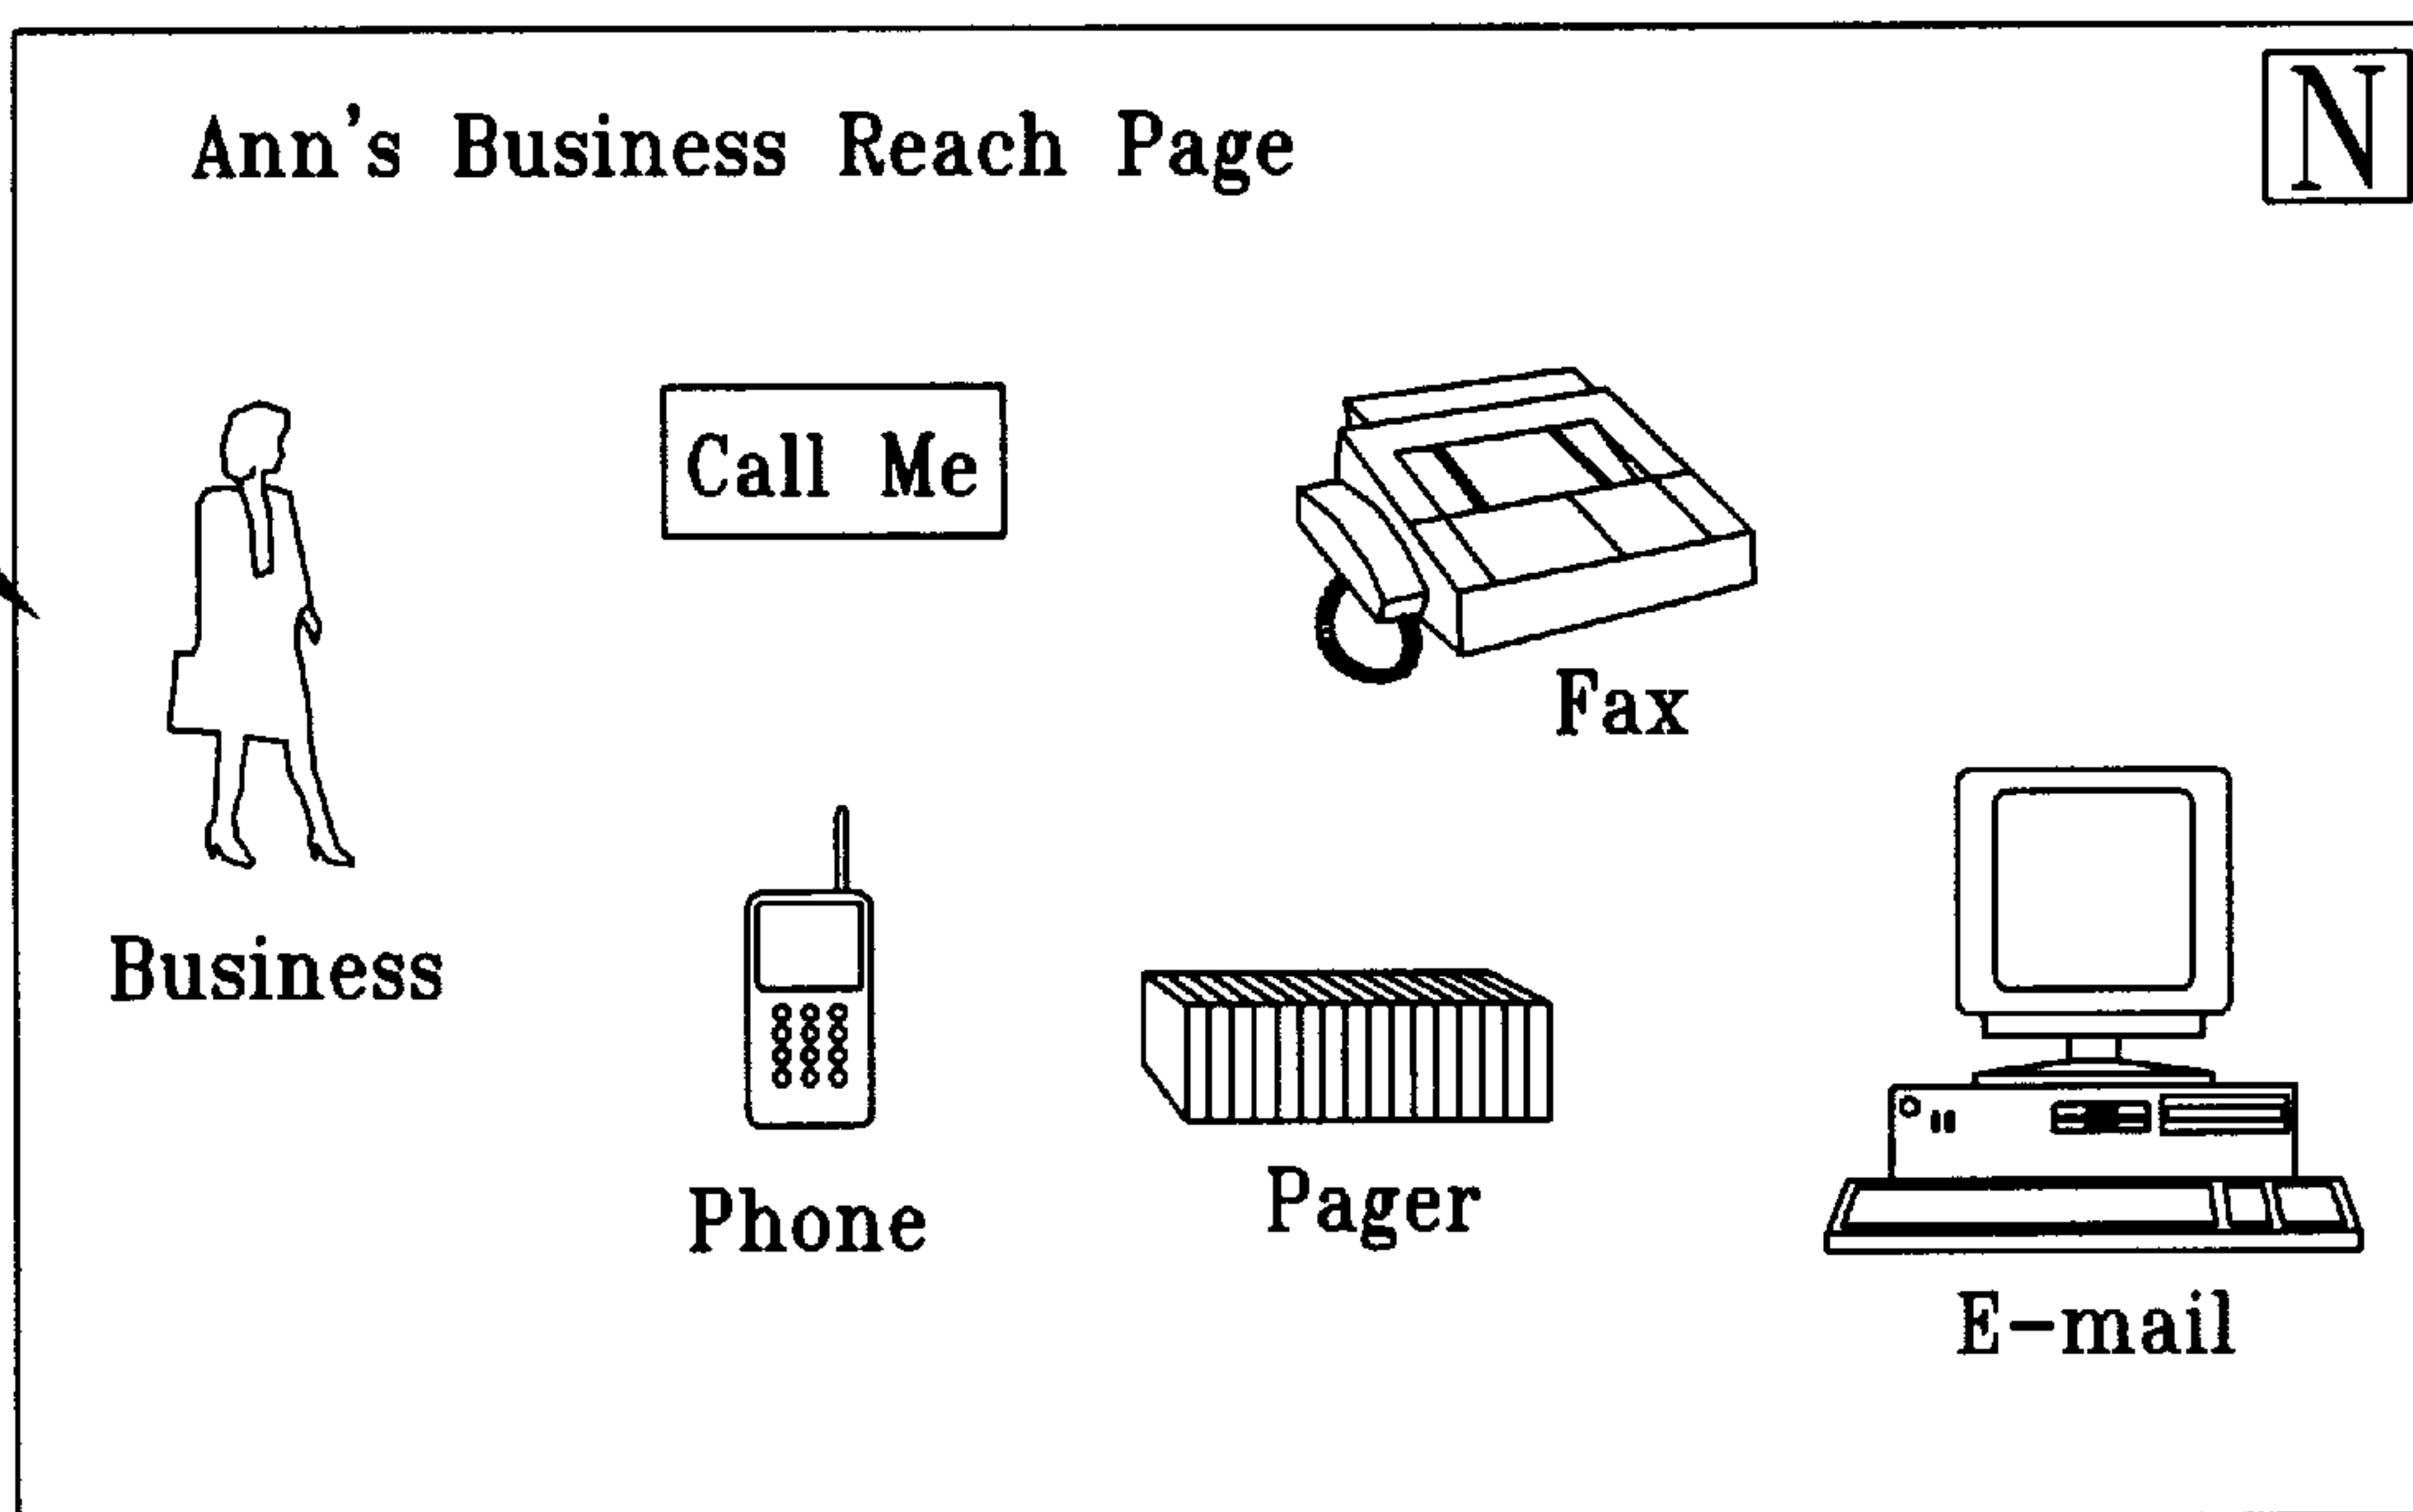 Ann's Business Reach Page
N
Call Me
Fax
Business
Phone
Pager
E-mail